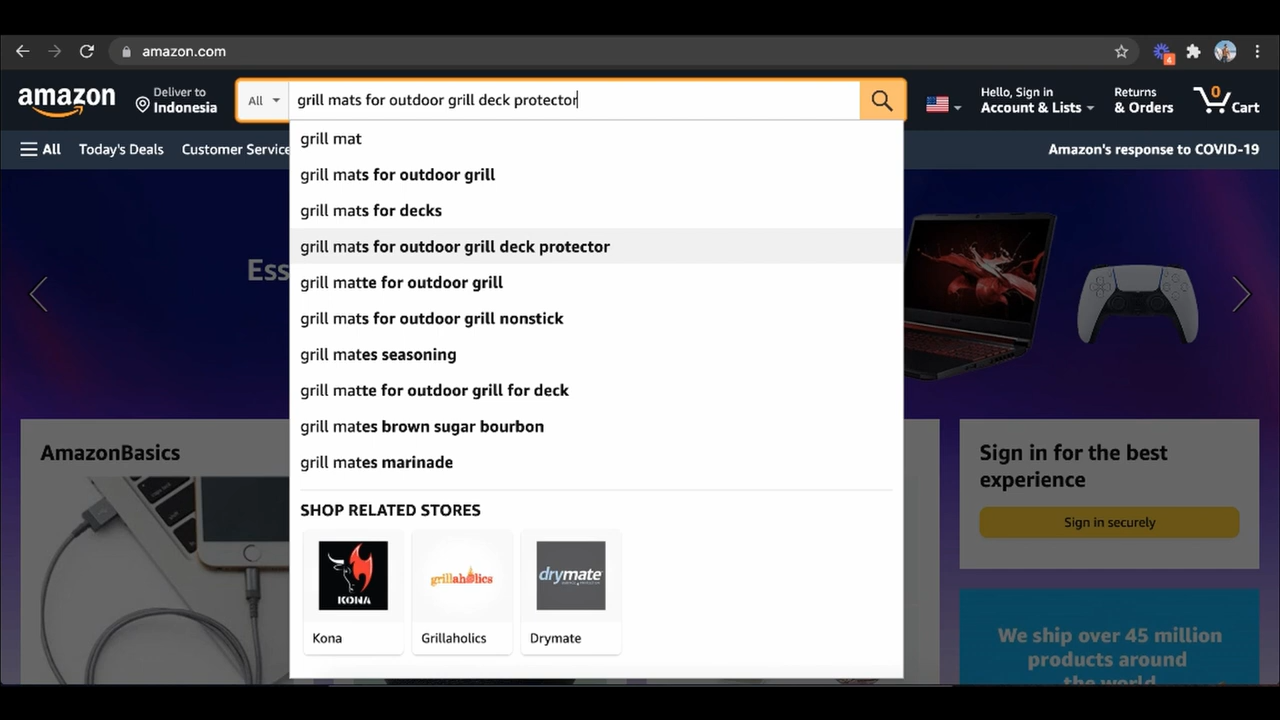 amazon.com
4
amazon
Deliver to
Indonesia
All
grill mats for outdoor grill deck protector
Hello, Sign in
Account & Lists
Returns
& Orders
0
Cart
All
Today's Deals
Customer Service
Amazon's response to COVID-19
grill mat
grill mats for outdoor grill
grill mats for decks
grill mats for outdoor grill deck protector
grill matte for outdoor grill
grill mats for outdoor grill nonstick
grill mates seasoning
grill matte for outdoor grill for deck
grill mates brown sugar bourbon
grill mates marinade
SHOP RELATED STORES
KONA
grillaholics
drymate
Kona
Grillaholics
Drymate
Ess
AmazonBasics
Sign in for the best
experience
Sign in securely
We ship over 45 million
products around
the world